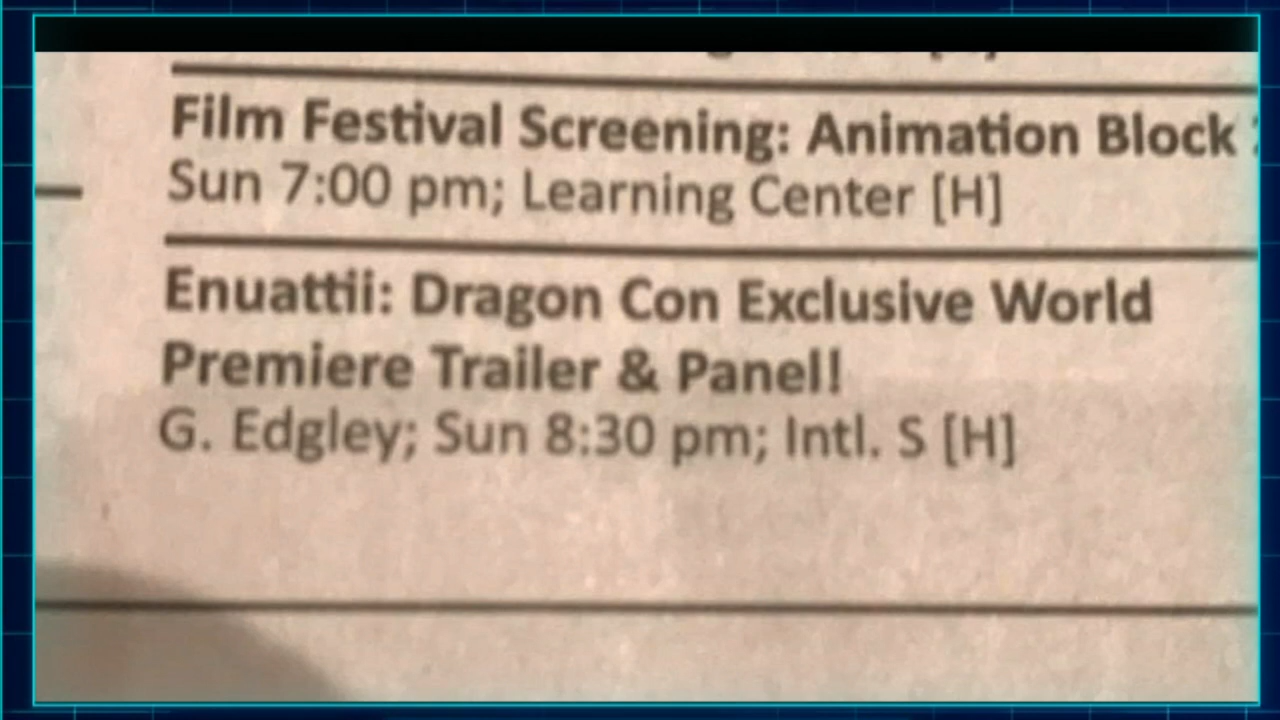 Film Festival Screening: Animation Block
Sun 7:00 pm; Learning Center [H]
Enuattii: Dragon Con Exclusive World
Premiere Trailer & Panel!
G. Edgley; Sun 8:30 pm; Intl. S [H]